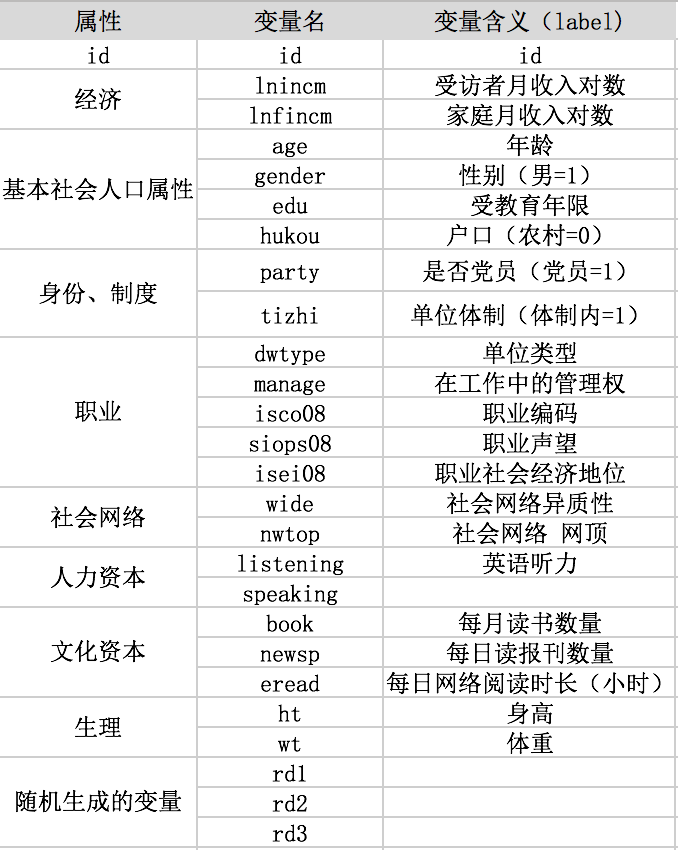 属性 变量名 变量含义（label)
id id id
经济 lnincm 受访者月收入对数
lnfincm 家庭月收入对数
基本社会人口属性 age 年龄
gender 性别（男=1）
edu 受教育年限
hukou 户口（农村=0）
身份、制度 party 是否党员（党员=1）
tizhi 单位体制（体制内=1）
职业 dwtype 单位类型
manage 在工作中的管理权
isco08 职业编码
siops08 职业声望
isei08 职业社会经济地位
社会网络 wide 社会网络异质性
nwtop 社会网络 网顶
人力资本 listening 英语听力
speaking
文化资本 book 每月读书数量
newsp 每日读报刊数量
eread 每日网络阅读时长（小时）
生理 ht 身高
wt 体重
随机生成的变量 rd1
rd2
rd3